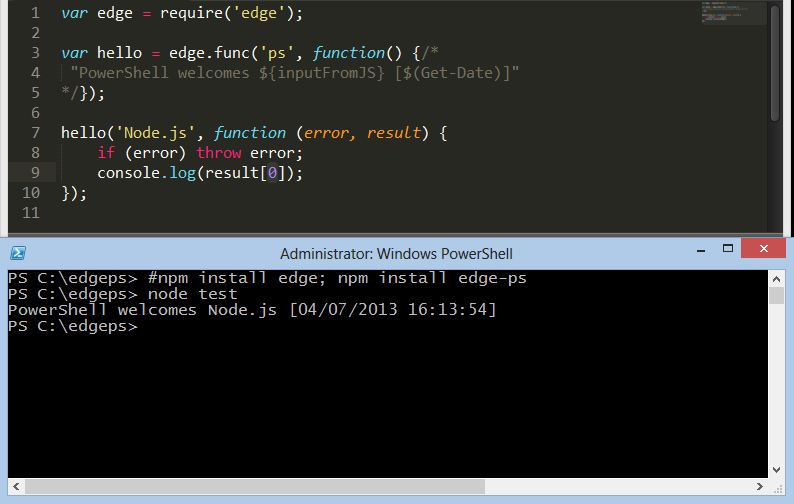 1 var edge = require('edge');
2
3 var hello = edge.func('ps', function() {/*
4 "PowerShell welcomes ${inputFromJS} [$(Get-Date)]"
5 */});
6
7 hello('Node.js', function (error, result) {
8 if (error) throw error;
9 console.log(result[0]);
10 });
11
Administrator: Windows PowerShell
PS C:\edgeps> #npm install edge; npm install edge-ps
PS C:\edgeps> node test
PowerShell welcomes Node.js [04/07/2013 16:13:54]
PS C:\edgeps>